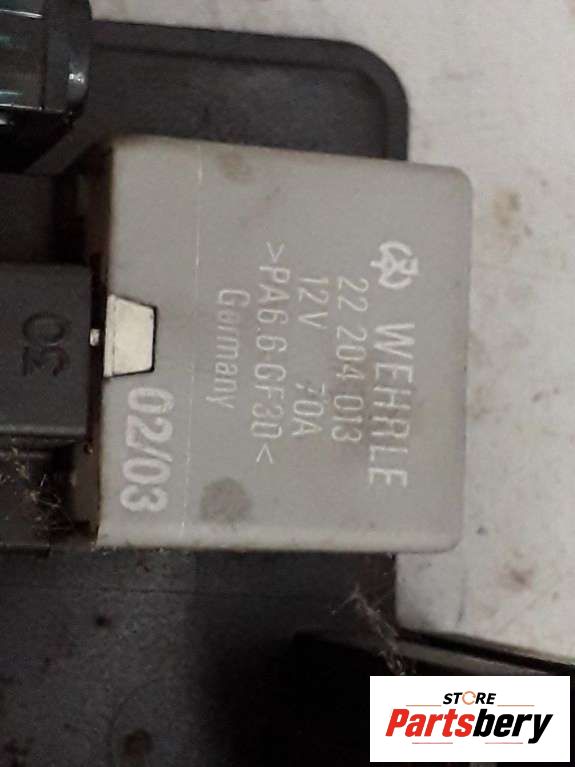 WEHRLE
22 204 013
12V 70A
>PA6.6 GF30<
Germany
02/03
30
STORE
Partsbery